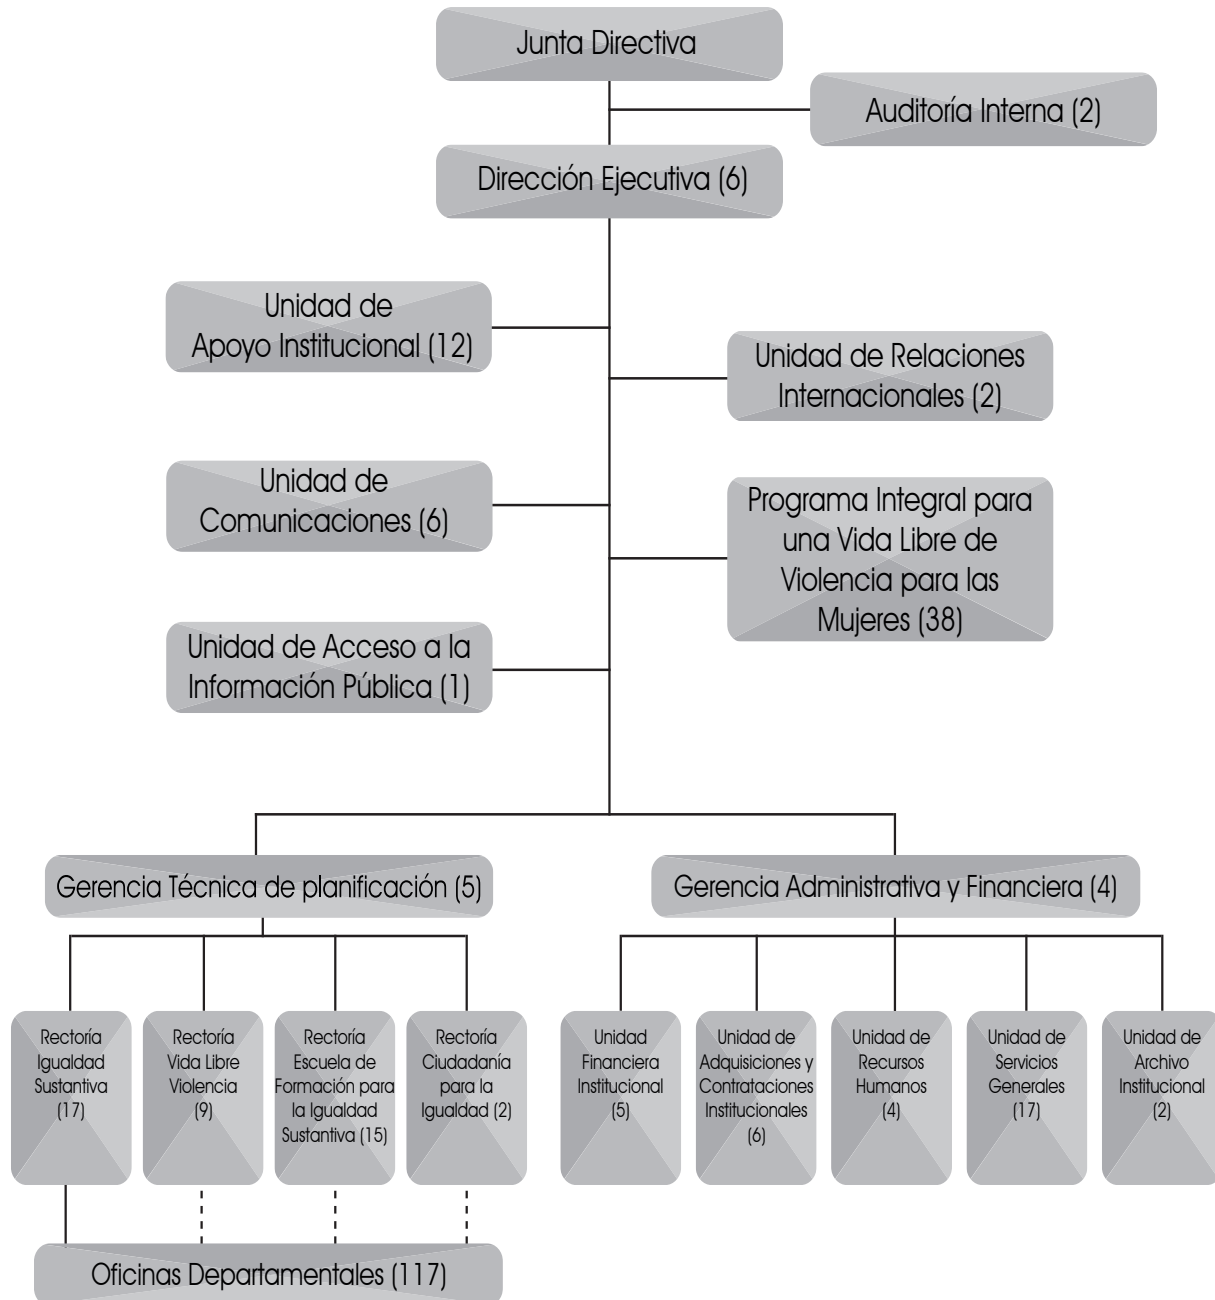 Junta Directiva
Auditoría Interna (2)
Dirección Ejecutiva (6)
Unidad de
Apoyo Institucional (12)
Unidad de Relaciones
Internacionales (2)
Unidad de
Comunicaciones (6)
Programa Integral para
una Vida Libre de
Violencia para las
Mujeres (38)
Unidad de Acceso a la
Información Pública (1)
Gerencia Técnica de planificación (5)
Gerencia Administrativa y Financiera (4)
Rectoría
Igualdad
Sustantiva
(17)
Rectoría
Vida Libre
Violencia
(9)
Rectoría
Escuela de
Formación para
la Igualdad
Sustantiva (15)
Rectoría
Ciudadanía
para la
Igualdad (2)
Unidad
Financiera
Institucional
(5)
Unidad de
Adquisiciones y
Contrataciones
Institucionales
(6)
Unidad de
Recursos
Humanos
(4)
Unidad de
Servicios
Generales
(17)
Unidad de
Archivo
Institucional
(2)
Oficinas Departamentales (117)